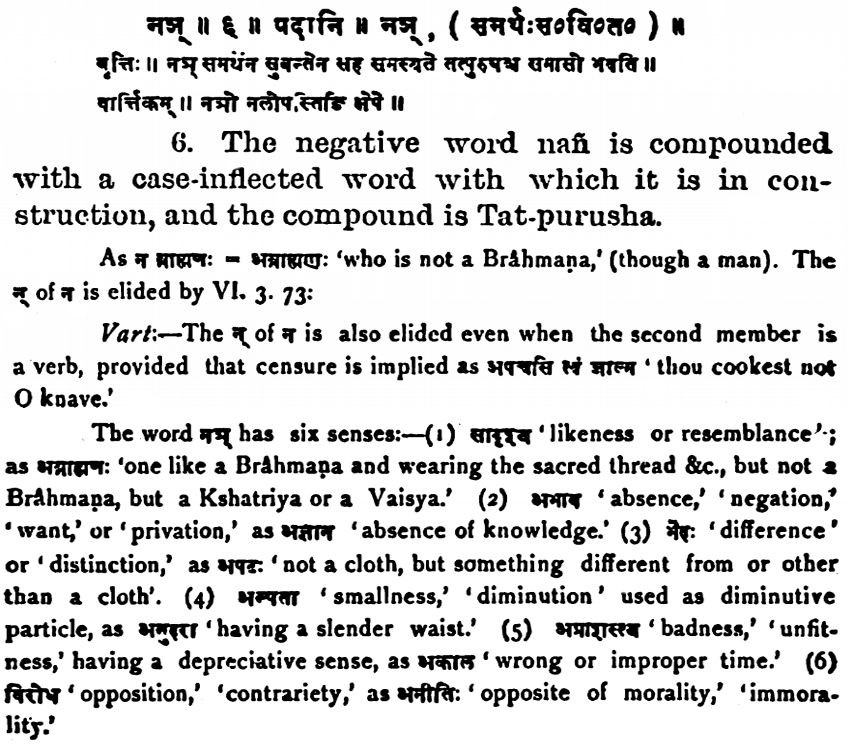 नञ् ॥ ६ ॥ पदानि ॥ नञ् , ( समर्थःस०वि०त० ) ॥
वृत्तिः ॥ नञ् समर्थेन सुबन्तेन सह समस्यते तत्पुरुषश्च समासो भवति ॥
वार्त्तिकम् ॥ नञो नलोप.स्तिङि क्षेपे ॥
6. The negative word nañ is compounded
with a case-inflected word with which it is in con-
struction, and the compound is Tat-purusha.
As न ब्राह्मणः = अब्राह्मणः 'who is not a Brâhmaṇa,' (though a man). The
न् of न is elided by VI. 3. 73:
Vart:—The न् of न is also elided even when the second member is
a verb, provided that censure is implied as अपचसि त्वं जाल्म 'thou cookest not
O knave.'
The word नञ् has six senses:—(1) सादृश्य 'likeness or resemblance';
as अब्राह्मणः 'one like a Brâhmaṇa and wearing the sacred thread &c., but not a
Brâhmaṇa, but a Kshatriya or a Vaisya.' (2) अभाव 'absence,' 'negation,'
'want,' or 'privation,' as अज्ञान 'absence of knowledge.' (3) भेदः 'difference'
or 'distinction,' as अपटः 'not a cloth, but something different from or other
than a cloth'. (4) अल्पता 'smallness,' 'diminution' used as diminutive
particle, as अनुदरा 'having a slender waist.' (5) अप्राशस्त्य 'badness,' 'unfit-
ness,' having a depreciative sense, as अकाल 'wrong or improper time.' (6)
विरोध 'opposition,' 'contrariety,' as अनीतिः 'opposite of morality,' 'immora-
lity.'